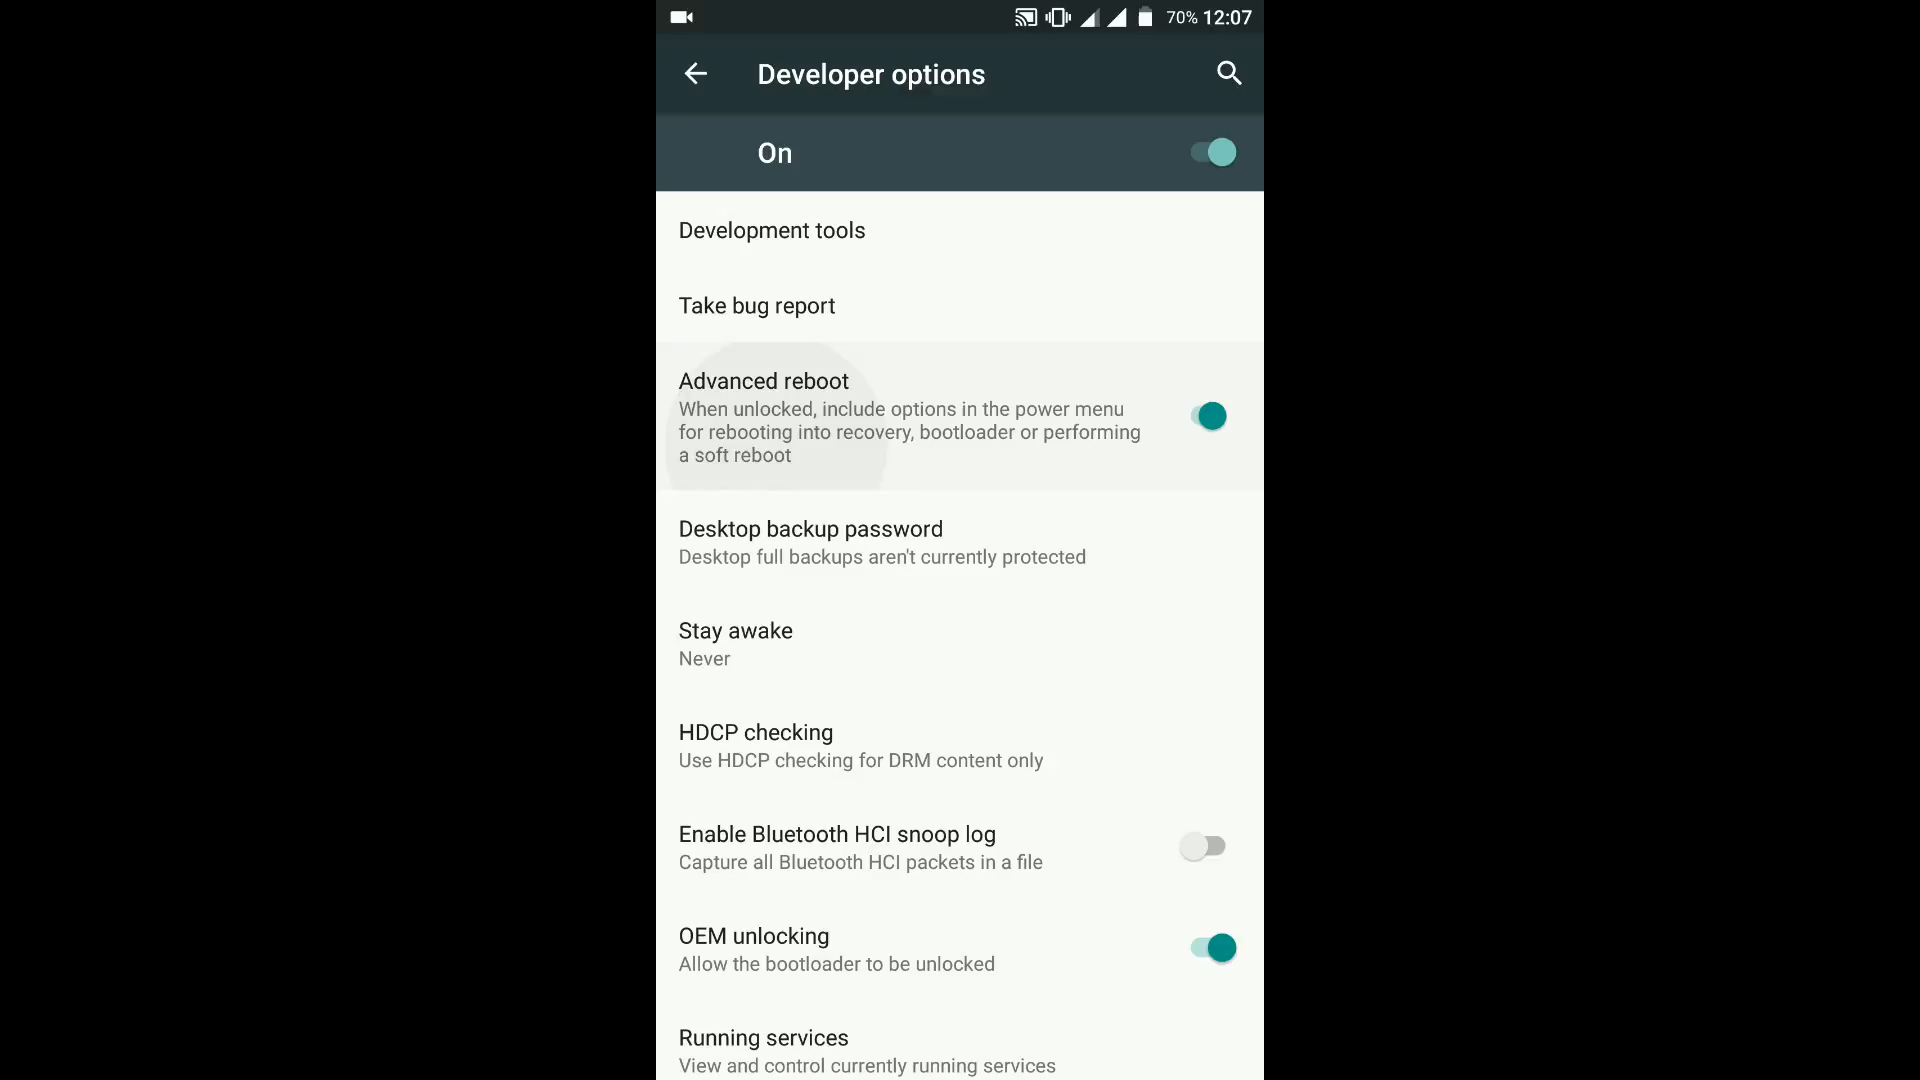 70% 12:07
Developer options
On
Development tools
Take bug report
Advanced reboot
When unlocked, include options in the power menu
for rebooting into recovery, bootloader or performing
a soft reboot
Desktop backup password
Desktop full backups aren't currently protected
Stay awake
Never
HDCP checking
Use HDCP checking for DRM content only
Enable Bluetooth HCI snoop log
Capture all Bluetooth HCI packets in a file
OEM unlocking
Allow the bootloader to be unlocked
Running services
View and control currently running services